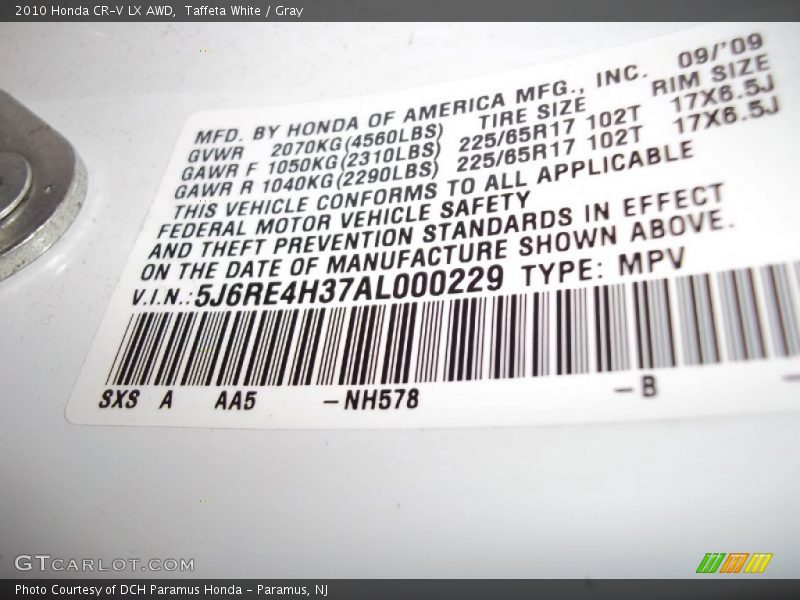 2010 Honda CR-V LX AWD,  Taffeta White / Gray
MFD. BY HONDA OF AMERICA MFG., INC. 09/'09
GVWR 2070KG(4560LBS) TIRE SIZE RIM SIZE
GAWR F 1050KG(2310LBS) 225/65R17 102T 17X6.5J
GAWR R 1040KG(2290LBS) 225/65R17 102T 17X6.5J
THIS VEHICLE CONFORMS TO ALL APPLICABLE
FEDERAL MOTOR VEHICLE SAFETY
AND THEFT PREVENTION STANDARDS IN EFFECT
ON THE DATE OF MANUFACTURE SHOWN ABOVE.
V.I.N.:5J6RE4H37AL000229 TYPE: MPV
SXS A AA5 -NH578 -B -
GTCARLOT.COM
Photo Courtesy of DCH Paramus Honda - Paramus, NJ